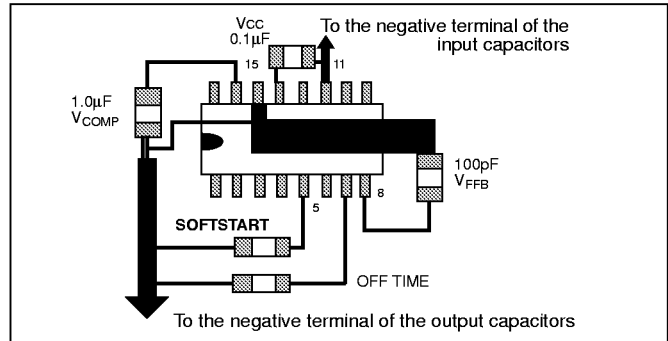 VCC
0.1μF
To the negative terminal of the
input capacitors
15
11
1.0μF
VCOMP
100pF
VFFB
5
8
SOFTSTART
OFF TIME
To the negative terminal of the output capacitors